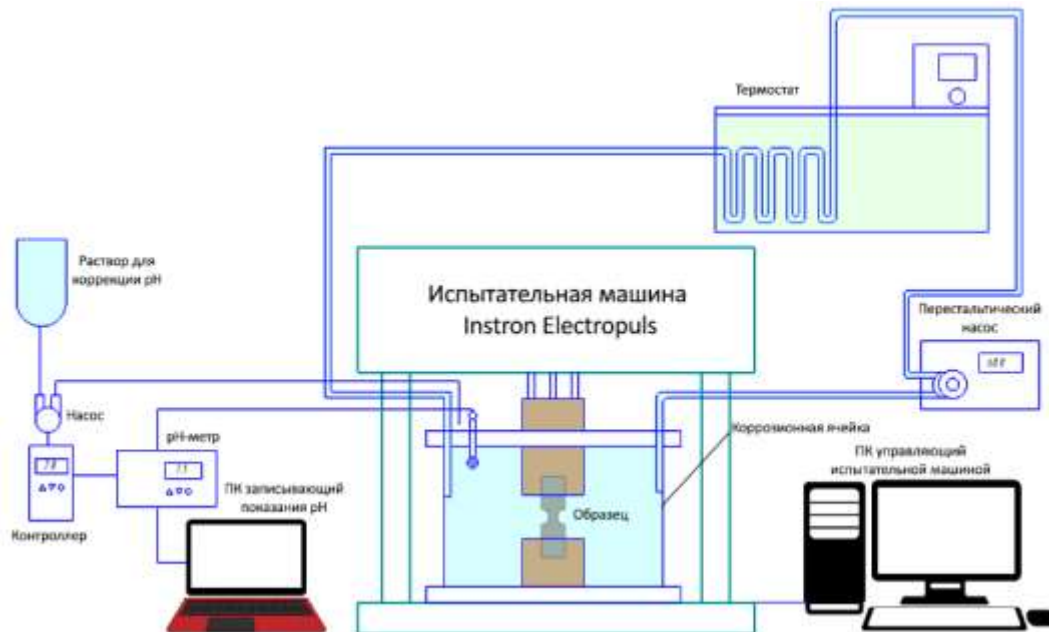 Термостат
Раствор для
коррекции pH
Испытательная машина
Instron Electropuls
Перестальтический
насос
Насос
pH-метр
Коррозионная ячейка
ПК управляющий
испытательной машиной
ПК записывающий
показания pH
Образец
Контроллер